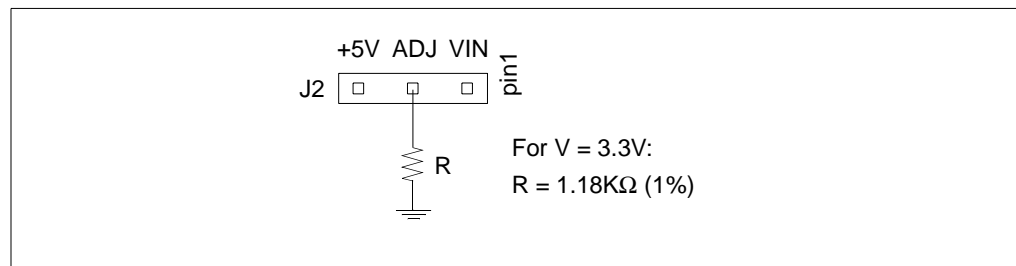 +5V ADJ VIN
pin1
J2
R
For V = 3.3V:
R = 1.18KΩ (1%)